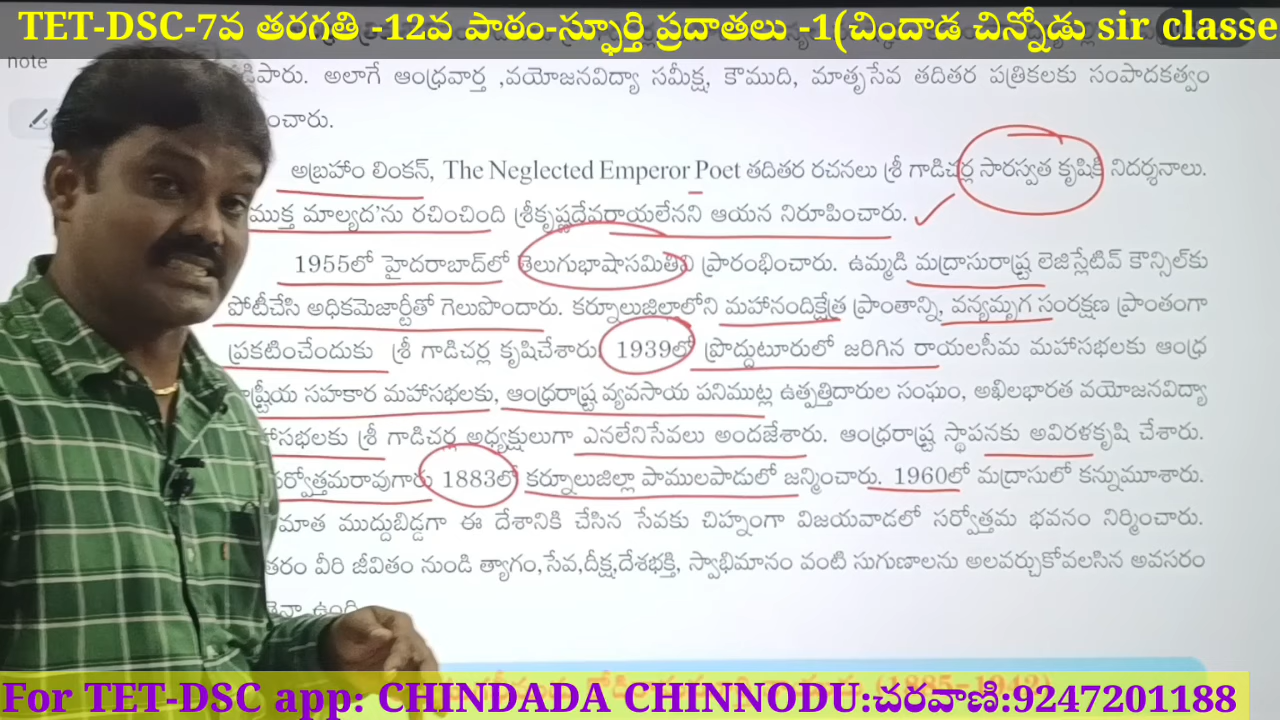 TET-DSC-7వ తరగతి -12వ పాఠం-స్ఫూర్తి ప్రదాతలు -1(చిందాడ చిన్నోడు sir classe
note
అలాగే ఆంధ్రవార్త ,వయోజనవిద్యా సమీక్ష, కౌముది, మాతృసేవ తదితర పత్రికలకు సంపాదకత్వం
అబ్రహాం లింకన్, The Neglected Emperor Poet తదితర రచనలు శ్రీ గాడిచర్ల సారస్వత కృషికి నిదర్శనాలు.
ముక్త మాల్యద'ను రచించింది శ్రీకృష్ణదేవరాయలేనని ఆయన నిరూపించారు.
1955లో హైదరాబాద్‌లో తెలుగుభాషాసమితిని ప్రారంభించారు. ఉమ్మడి మద్రాసురాష్ట్ర లెజిస్లేటివ్ కౌన్సిల్‌కు
పోటీచేసి అధికమెజార్టీతో గెలుపొందారు. కర్నూలుజిల్లాలోని మహానందిక్షేత్ర ప్రాంతాన్ని, వన్యమృగ సంరక్షణ ప్రాంతంగా
ప్రకటించేందుకు శ్రీ గాడిచర్ల కృషిచేశారు. 1939లో ప్రొద్దుటూరులో జరిగిన రాయలసీమ మహాసభలకు ఆంధ్ర
సహకార మహాసభలకు, ఆంధ్రరాష్ట్ర వ్యవసాయ పనిముట్ల ఉత్పత్తిదారుల సంఘం, అఖిలభారత వయోజనవిద్యా
శ్రీ గాడిచర్ల అధ్యక్షులుగా ఎనలేనిసేవలు అందజేశారు. ఆంధ్రరాష్ట్ర స్థాపనకు అవిరళకృషి చేశారు.
1883లో కర్నూలుజిల్లా పాములపాడులో జన్మించారు. 1960లో మద్రాసులో కన్నుమూశారు.
ముద్దుబిడ్డగా ఈ దేశానికి చేసిన సేవకు చిహ్నంగా విజయవాడలో సర్వోత్తమ భవనం నిర్మించారు.
వీరి జీవితం నుండి త్యాగం,సేవ,దీక్ష,దేశభక్తి, స్వాభిమానం వంటి సుగుణాలను అలవర్చుకోవలసిన అవసరం
For TET-DSC app: CHINDADA CHINNODU:చరవాణి:9247201188